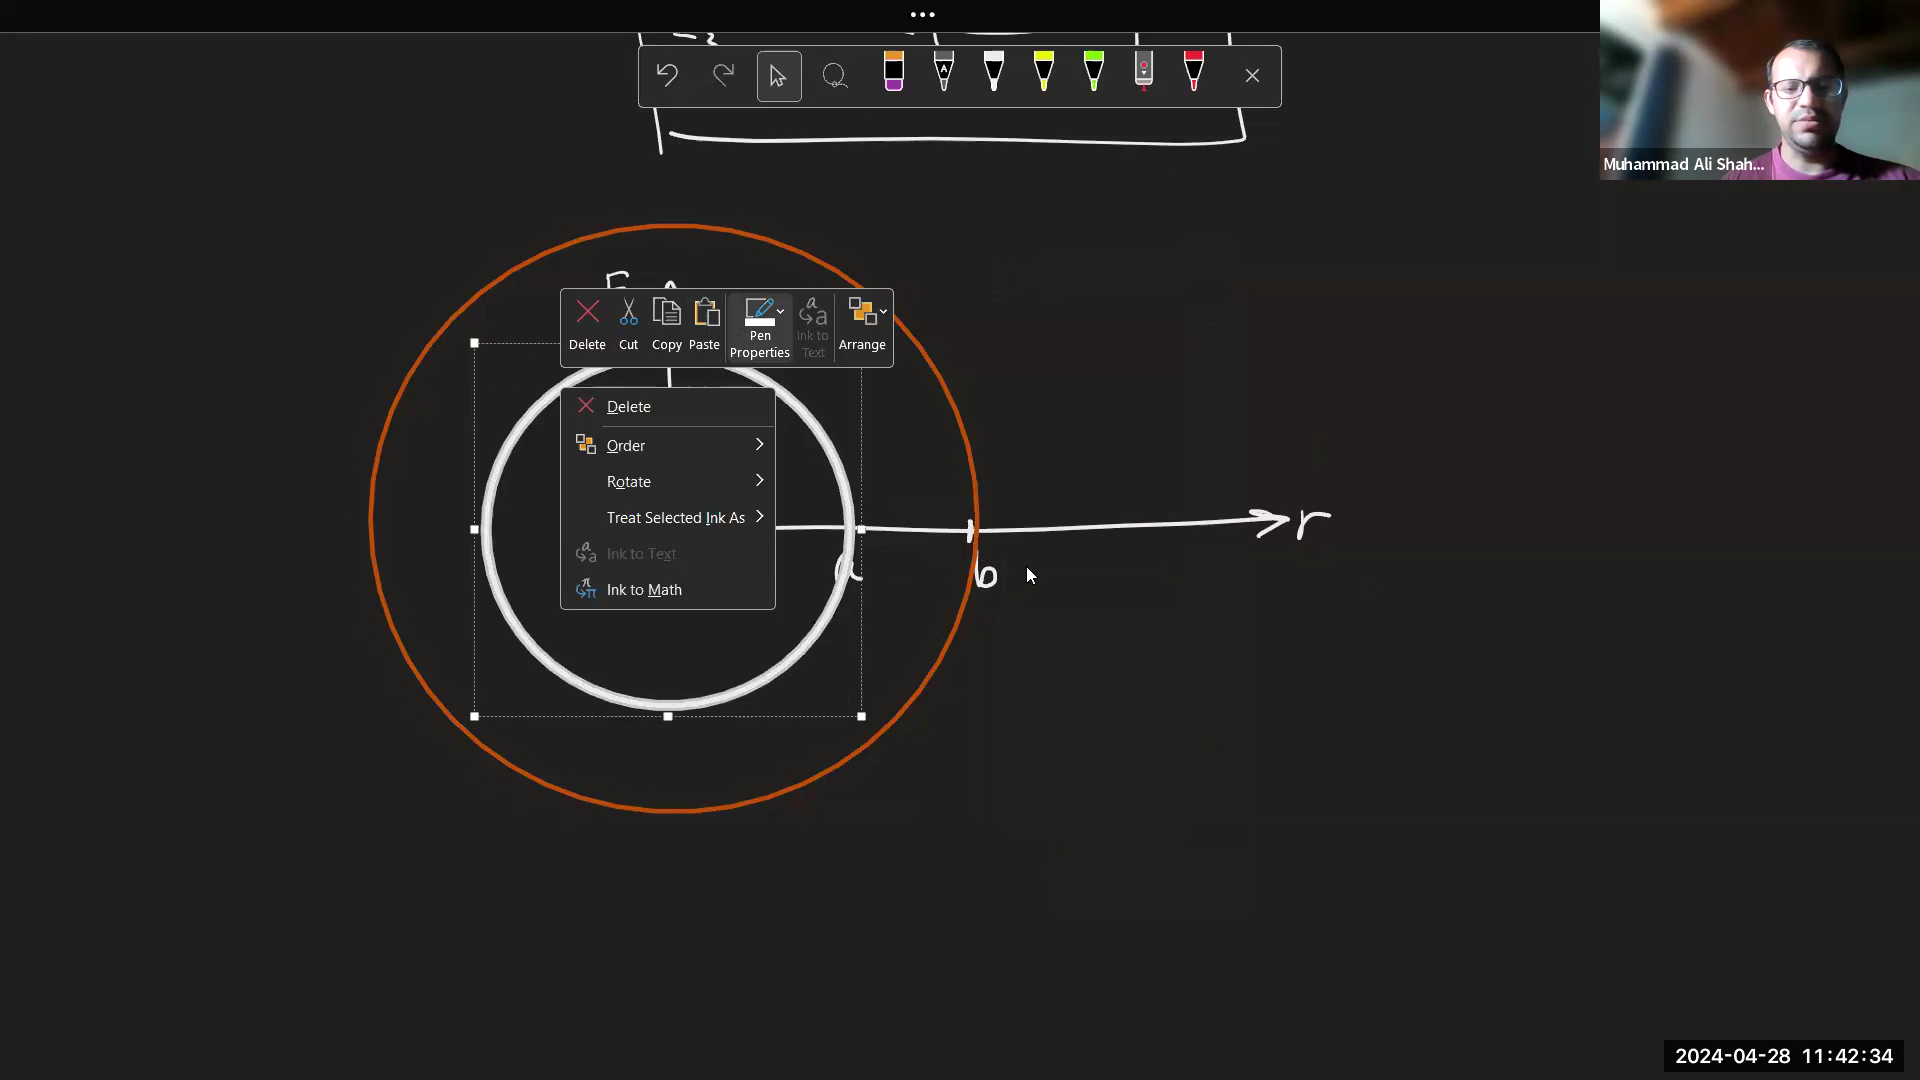 A
Muhammad Ali Shah...
E
Delete Cut Copy Paste Pen Properties Ink to Text Arrange
Delete
Order
Rotate
Treat Selected Ink As
Ink to Text
Ink to Math
r
a
b
2024-04-28 11:42:34